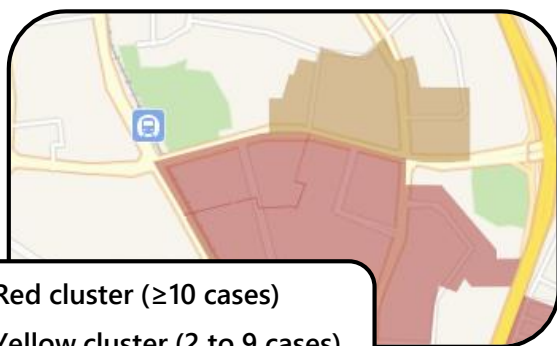 Red cluster (≥10 cases)
Yellow cluster (2 to 9 cases)